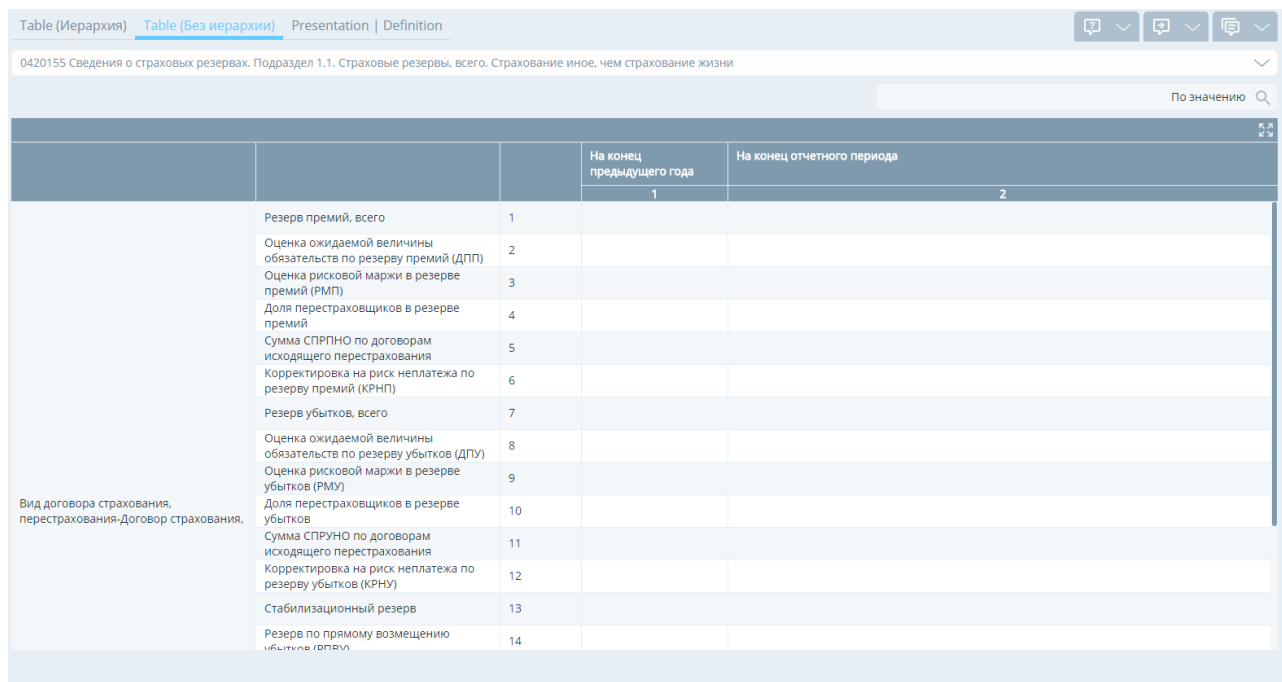 Table (Иерархия) Table (Без иерархии) Presentation | Definition
0420155 Сведения о страховых резервах. Подраздел 1.1. Страховые резервы, всего. Страхование иное, чем страхование жизни
По значению
На конец
предыдущего года
На конец отчетного периода
1 2
Резерв премий, всего 1
Оценка ожидаемой величины
обязательств по резерву премий (ДПП) 2
Оценка рисковой маржи в резерве
премий (РМП) 3
Доля перестраховщиков в резерве
премий 4
Сумма СПРПНО по договорам
исходящего перестрахования 5
Корректировка на риск неплатежа по
резерву премий (КРНП) 6
Резерв убытков, всего 7
Оценка ожидаемой величины
обязательств по резерву убытков (ДПУ) 8
Оценка рисковой маржи в резерве
убытков (РМУ) 9
Вид договора страхования,
перестрахования-Договор страхования,
Доля перестраховщиков в резерве
убытков 10
Сумма СПРУНО по договорам
исходящего перестрахования 11
Корректировка на риск неплатежа по
резерву убытков (КРНУ) 12
Стабилизационный резерв 13
Резерв по прямому возмещению
убытков (РПВУ) 14